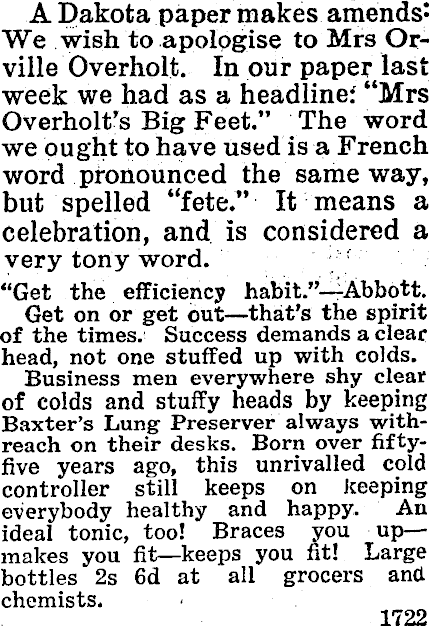 A Dakota paper makes amends:
We wish to apologise to Mrs Or-
ville Overholt. In our paper last
week we had as a headline: “Mrs
Overholt's Big Feet.” The word
we ought to have used is a French
word pronounced the same way,
but spelled “fete.” It means a
celebration, and is considered a
very tony word.
“Get the efficiency habit.”—Abbott.
Get on or get out—that's the spirit
of the times. Success demands a clear
head, not one stuffed up with colds.
Business men everywhere shy clear
of colds and stuffy heads by keeping
Baxter's Lung Preserver always with-
reach on their desks. Born over fifty-
five years ago, this unrivalled cold
controller still keeps on keeping
everybody healthy and happy. An
ideal tonic, too! Braces you up—
makes you fit—keeps you fit! Large
bottles 2s 6d at all grocers and
chemists.
1722